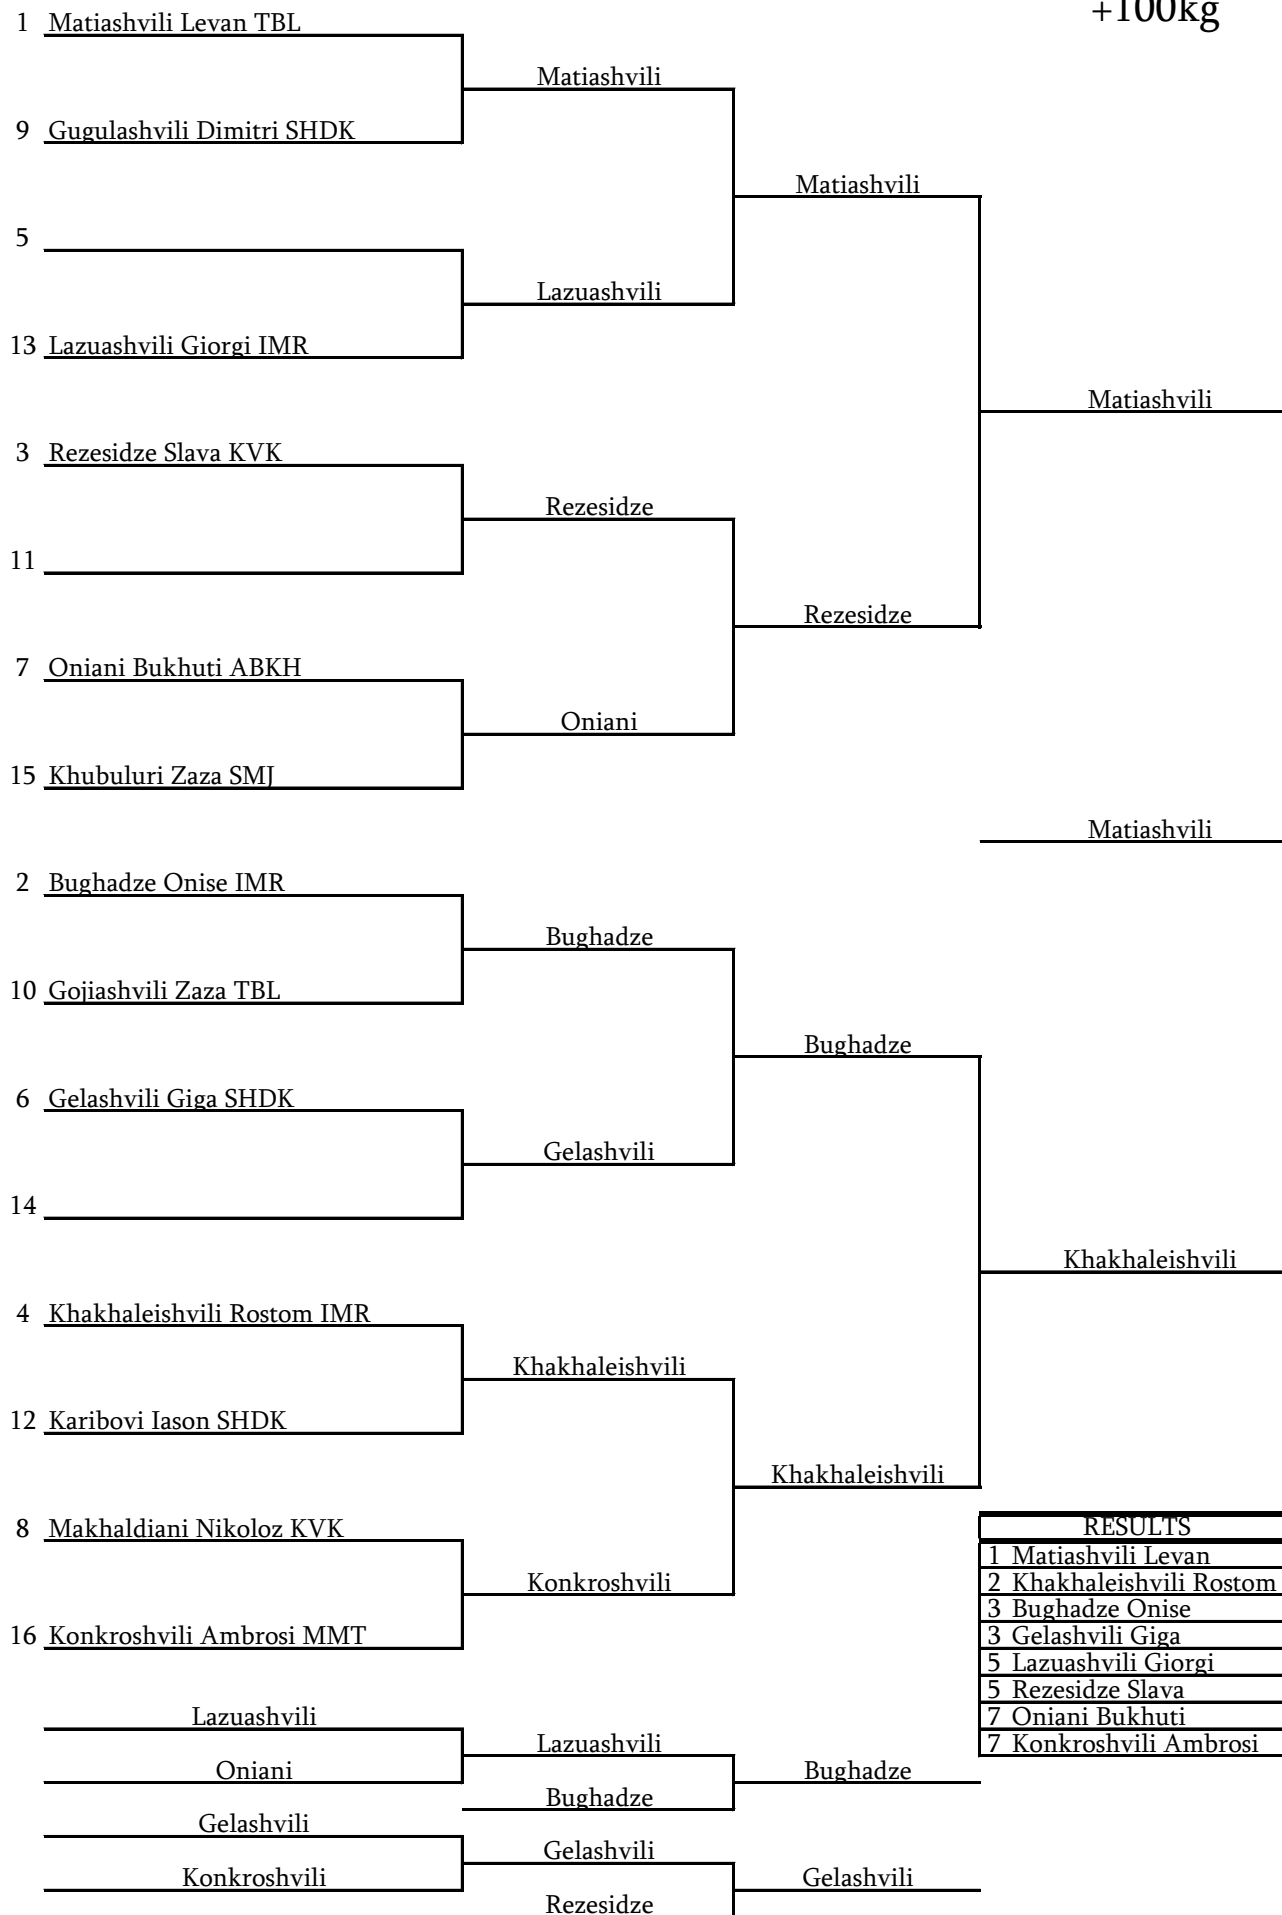 +100kg
1 Matiashvili Levan TBL
Matiashvili
9 Gugulashvili Dimitri SHDK
Matiashvili
5
Lazuashvili
13 Lazuashvili Giorgi IMR
Matiashvili
3 Rezesidze Slava KVK
Rezesidze
11
Rezesidze
7 Oniani Bukhuti ABKH
Oniani
15 Khubuluri Zaza SMJ
Matiashvili
2 Bughadze Onise IMR
Bughadze
10 Gojiashvili Zaza TBL
Bughadze
6 Gelashvili Giga SHDK
Gelashvili
14
Khakhaleishvili
4 Khakhaleishvili Rostom IMR
Khakhaleishvili
12 Karibovi Iason SHDK
Khakhaleishvili
8 Makhaldiani Nikoloz KVK
Konkroshvili
16 Konkroshvili Ambrosi MMT
RESULTS
1 Matiashvili Levan
2 Khakhaleishvili Rostom
3 Bughadze Onise
3 Gelashvili Giga
5 Lazuashvili Giorgi
5 Rezesidze Slava
7 Oniani Bukhuti
7 Konkroshvili Ambrosi
Lazuashvili
Lazuashvili
Oniani
Bughadze
Bughadze
Gelashvili
Gelashvili
Konkroshvili
Gelashvili
Rezesidze